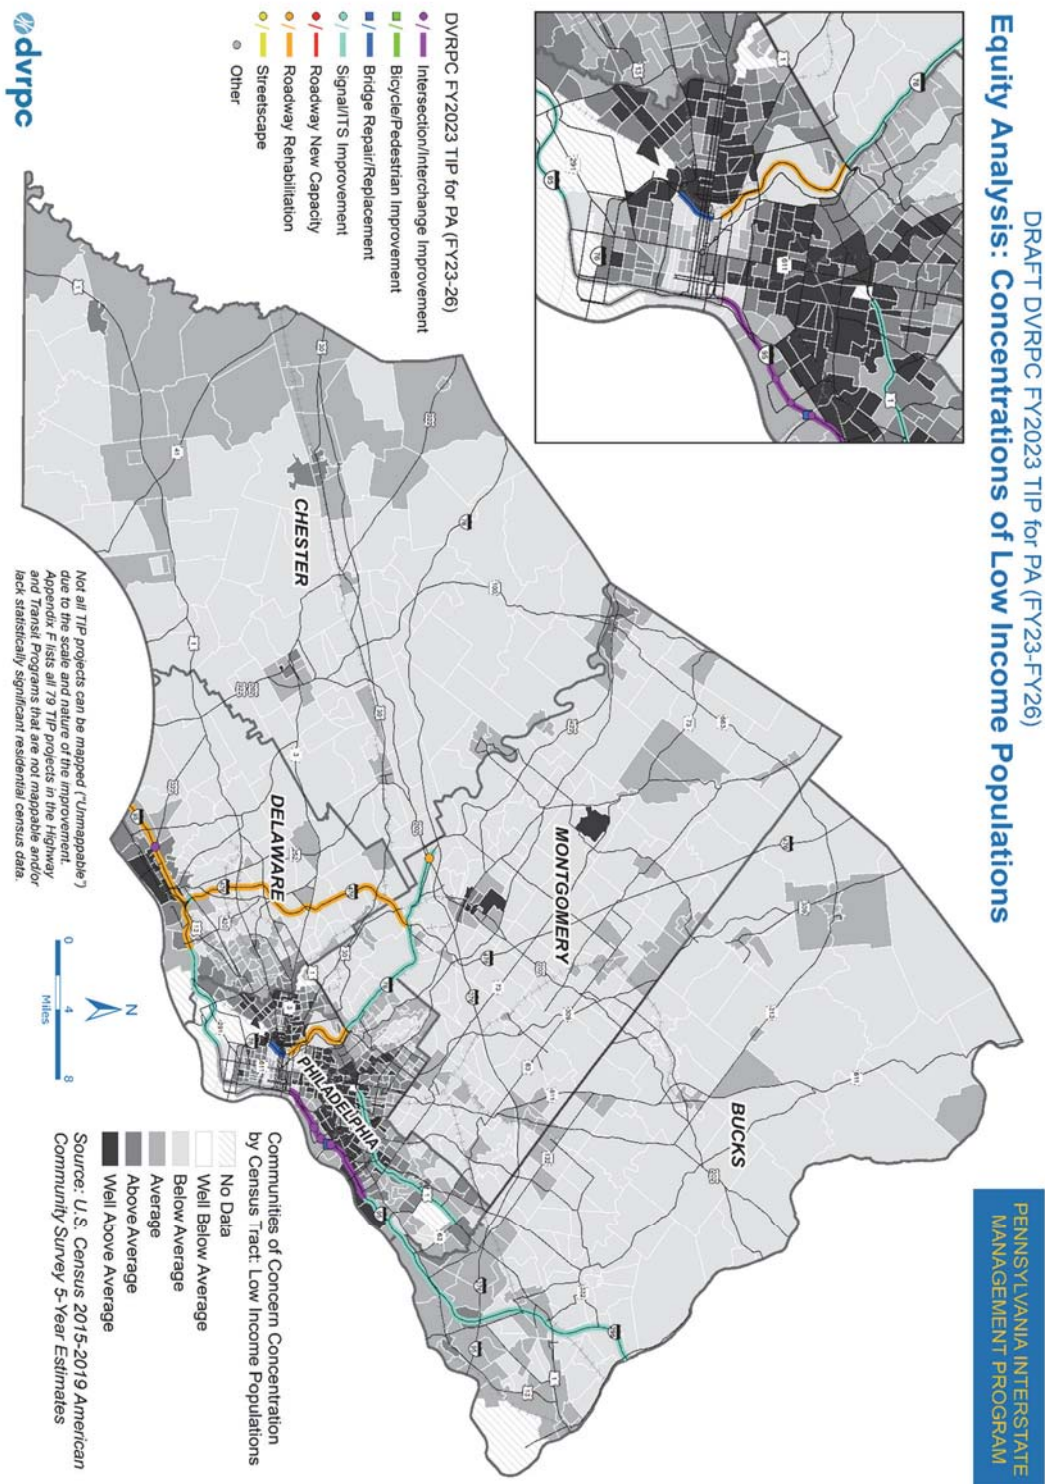 DRAFT DVRPC FY2023 TIP for PA (FY23-FY26)
Equity Analysis: Concentrations of Low Income Populations
PENNSYLVANIA INTERSTATE
MANAGEMENT PROGRAM
DVRPC FY2023 TIP for PA (FY23-26)
Intersection/Interchange Improvement
Bicycle/Pedestrian Improvement
Bridge Repair/Replacement
Signal/ITS Improvement
Roadway New Capacity
Roadway Rehabilitation
Streetscape
Other
dvrpc
CHESTER
MONTGOMERY
BUCKS
DELAWARE
PHILADELPHIA
Not all TIP projects can be mapped ("Unmappable")
due to the scale and nature of the improvement.
Appendix F lists all 79 TIP projects in the Highway
and Transit Programs that are not mappable and/or
lack statistically significant residential census data.
N
0 4 8
Miles
Communities of Concern Concentration
by Census Tract: Low Income Populations
No Data
Well Below Average
Below Average
Average
Above Average
Well Above Average
Source: U.S. Census 2015-2019 American
Community Survey 5-Year Estimates